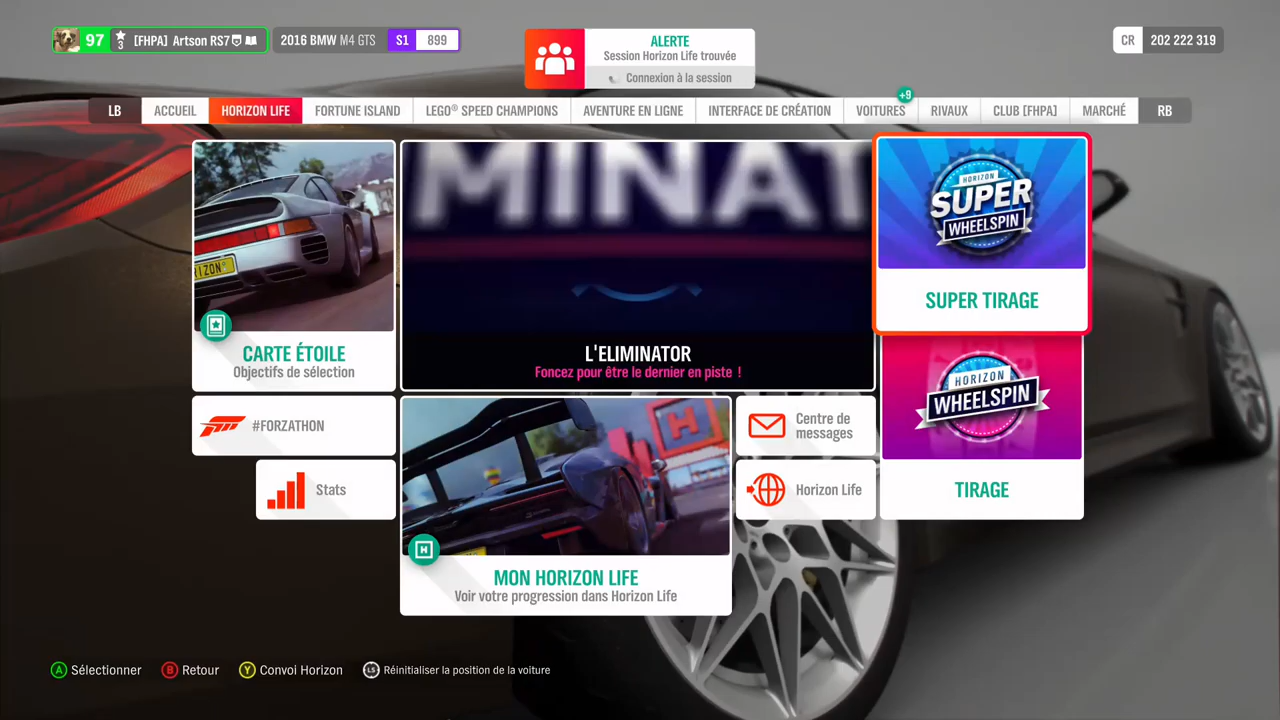 97
3
[FHPA] Artson RS7
2016 BMW M4 GTS
S1
899
ALERTE
Session Horizon Life trouvée
Connexion à la session
CR
202 222 319
LB
ACCUEIL
HORIZON LIFE
FORTUNE ISLAND
LEGO® SPEED CHAMPIONS
AVENTURE EN LIGNE
INTERFACE DE CRÉATION
VOITURES
+9
RIVAUX
CLUB [FHPA]
MARCHÉ
RB
CARTE ÉTOILE
Objectifs de sélection
MINAT
L'ELIMINATOR
Foncez pour être le dernier en piste !
HORIZON
SUPER
WHEELSPIN
SUPER TIRAGE
#FORZATHON
Stats
H
MON HORIZON LIFE
Voir votre progression dans Horizon Life
Centre de
messages
Horizon Life
HORIZON
WHEELSPIN
TIRAGE
A Sélectionner
B Retour
Y Convoi Horizon
LS Réinitialiser la position de la voiture